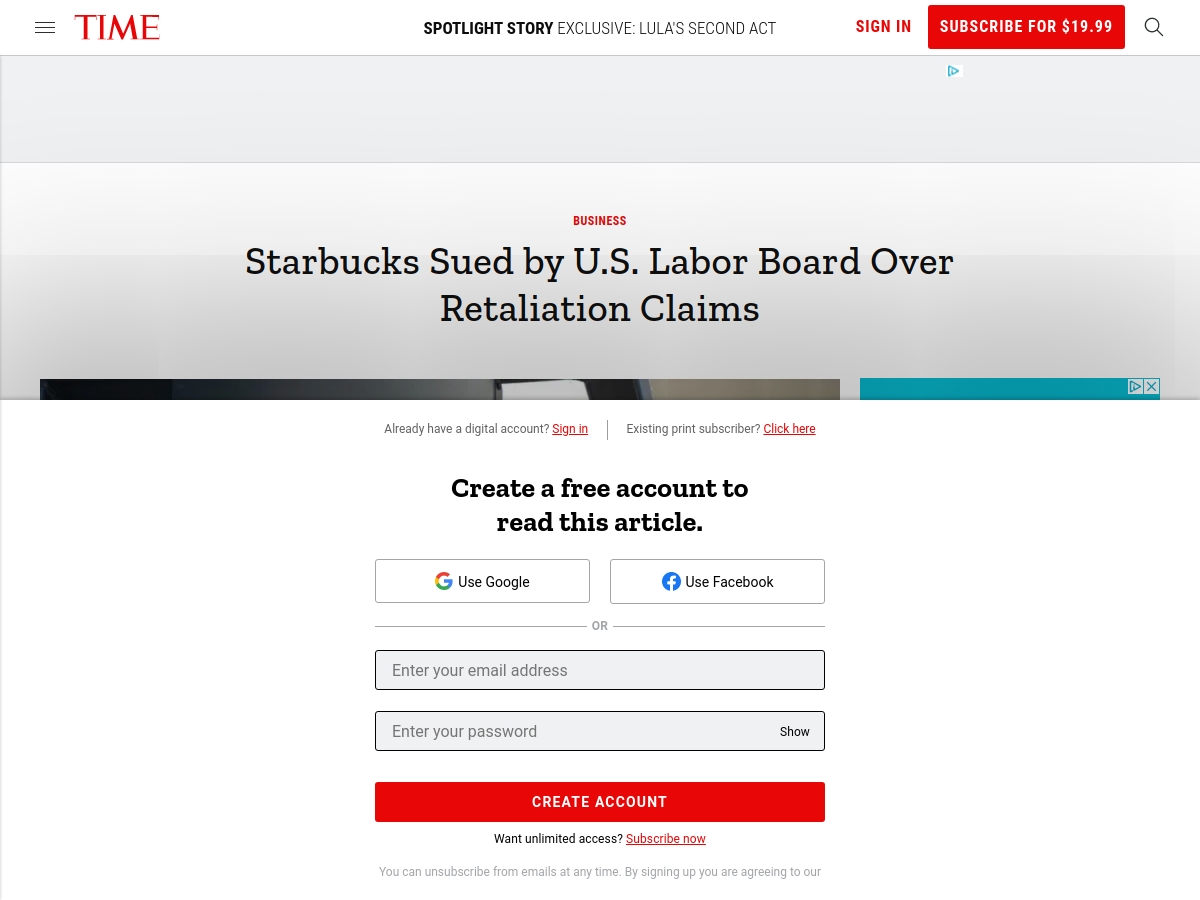 TIME
SPOTLIGHT STORY EXCLUSIVE: LULA'S SECOND ACT
SIGN IN
SUBSCRIBE FOR $19.99
BUSINESS
Starbucks Sued by U.S. Labor Board Over
Retaliation Claims
Already have a digital account? Sign in
Existing print subscriber? Click here
Create a free account to
read this article.
Use Google
Use Facebook
OR
Enter your email address
Enter your password
Show
CREATE ACCOUNT
Want unlimited access? Subscribe now
You can unsubscribe from emails at any time. By signing up you are agreeing to our